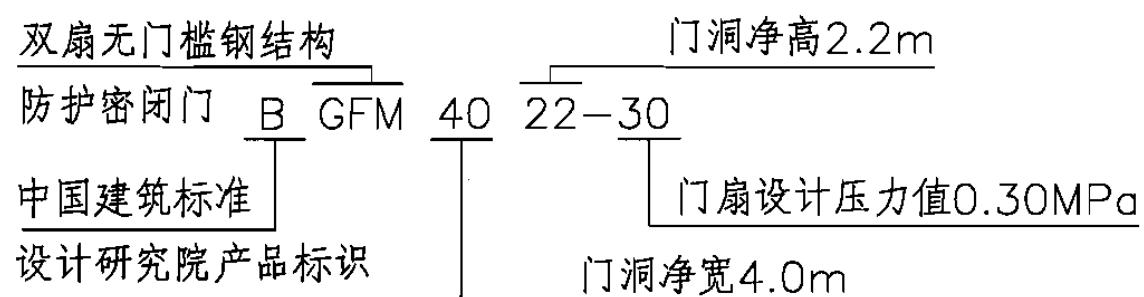 双扇无门槛钢结构
门洞净高2.2m
防护密闭门
B GFM 40 22-30
中国建筑标准
门扇设计压力值0.30MPa
设计研究院产品标识
门洞净宽4.0m